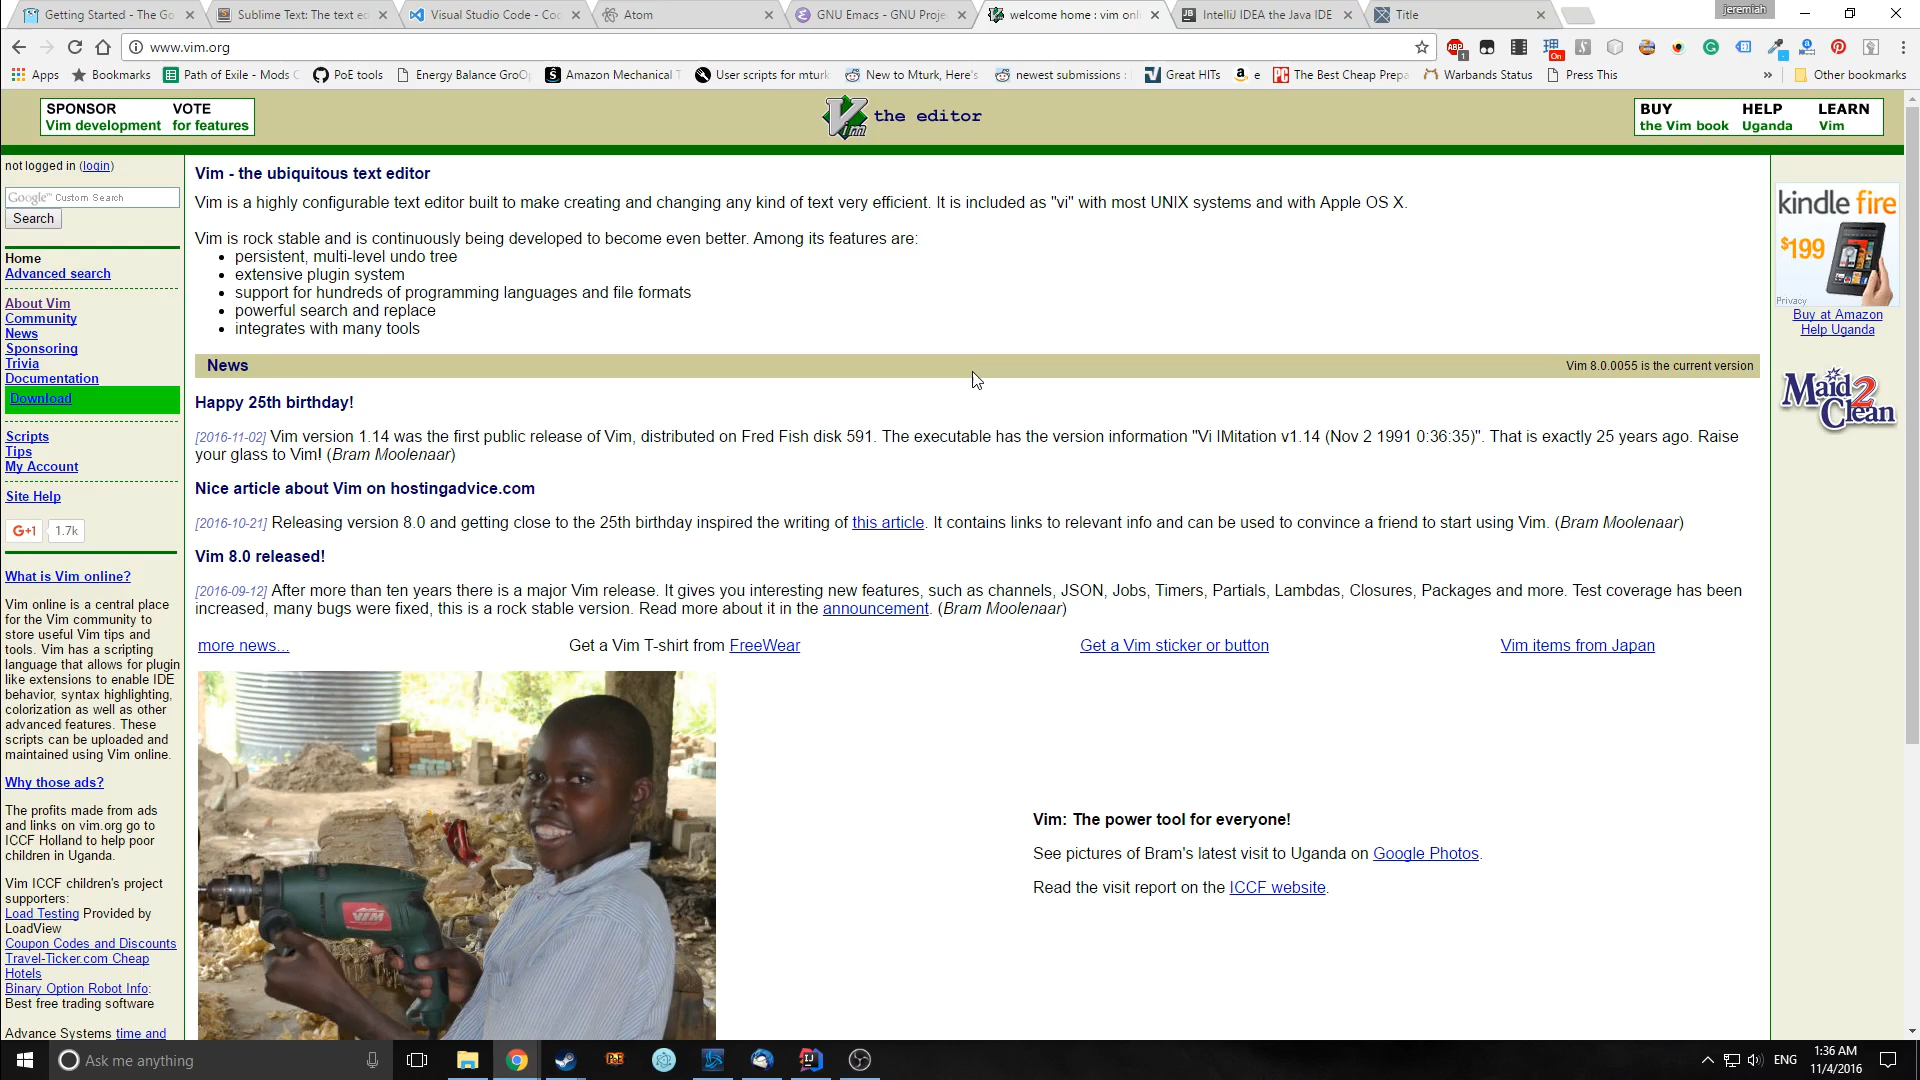 Getting Started - The Go
Sublime Text: The text ed
Visual Studio Code - Cod
Atom
GNU Emacs - GNU Proje
welcome home : vim onl
IntelliJ IDEA the Java IDE
Title
jeremiah
www.vim.org
Apps
Bookmarks
Path of Exile - Mods
PoE tools
Energy Balance GroO
Amazon Mechanical
User scripts for mturk
New to Mturk, Here's
newest submissions :
Great HITs
e
The Best Cheap Prepa
Warbands Status
Press This
»
Other bookmarks
SPONSOR VOTE
Vim development for features
Vim the editor
BUY HELP LEARN
the Vim book Uganda Vim
not logged in (login)
Google™ Custom Search
Search
Home
Advanced search
About Vim
Community
News
Sponsoring
Trivia
Documentation
Download
Scripts
Tips
My Account
Site Help
G+1 1.7k
What is Vim online?
Vim online is a central place
for the Vim community to
store useful Vim tips and
tools. Vim has a scripting
language that allows for plugin
like extensions to enable IDE
behavior, syntax highlighting,
colorization as well as other
advanced features. These
scripts can be uploaded and
maintained using Vim online.
Why those ads?
The profits made from ads
and links on vim.org go to
ICCF Holland to help poor
children in Uganda.
Vim ICCF children's project
supporters:
Load Testing Provided by
LoadView
Coupon Codes and Discounts
Travel-Ticker.com Cheap
Hotels
Binary Option Robot Info:
Best free trading software
Advance Systems time and
Vim - the ubiquitous text editor
Vim is a highly configurable text editor built to make creating and changing any kind of text very efficient. It is included as "vi" with most UNIX systems and with Apple OS X.
Vim is rock stable and is continuously being developed to become even better. Among its features are:
• persistent, multi-level undo tree
• extensive plugin system
• support for hundreds of programming languages and file formats
• powerful search and replace
• integrates with many tools
News
Vim 8.0.0055 is the current version
Happy 25th birthday!
[2016-11-02] Vim version 1.14 was the first public release of Vim, distributed on Fred Fish disk 591. The executable has the version information "Vi IMitation v1.14 (Nov 2 1991 0:36:35)". That is exactly 25 years ago. Raise
your glass to Vim! (Bram Moolenaar)
Nice article about Vim on hostingadvice.com
[2016-10-21] Releasing version 8.0 and getting close to the 25th birthday inspired the writing of this article. It contains links to relevant info and can be used to convince a friend to start using Vim. (Bram Moolenaar)
Vim 8.0 released!
[2016-09-12] After more than ten years there is a major Vim release. It gives you interesting new features, such as channels, JSON, Jobs, Timers, Partials, Lambdas, Closures, Packages and more. Test coverage has been
increased, many bugs were fixed, this is a rock stable version. Read more about it in the announcement. (Bram Moolenaar)
more news...
Get a Vim T-shirt from FreeWear
Get a Vim sticker or button
Vim items from Japan
VIM
Vim: The power tool for everyone!
See pictures of Bram's latest visit to Uganda on Google Photos.
Read the visit report on the ICCF website.
kindle fire
$199
Privacy
Buy at Amazon
Help Uganda
Maid2
Clean
Ask me anything
ENG
1:36 AM
11/4/2016